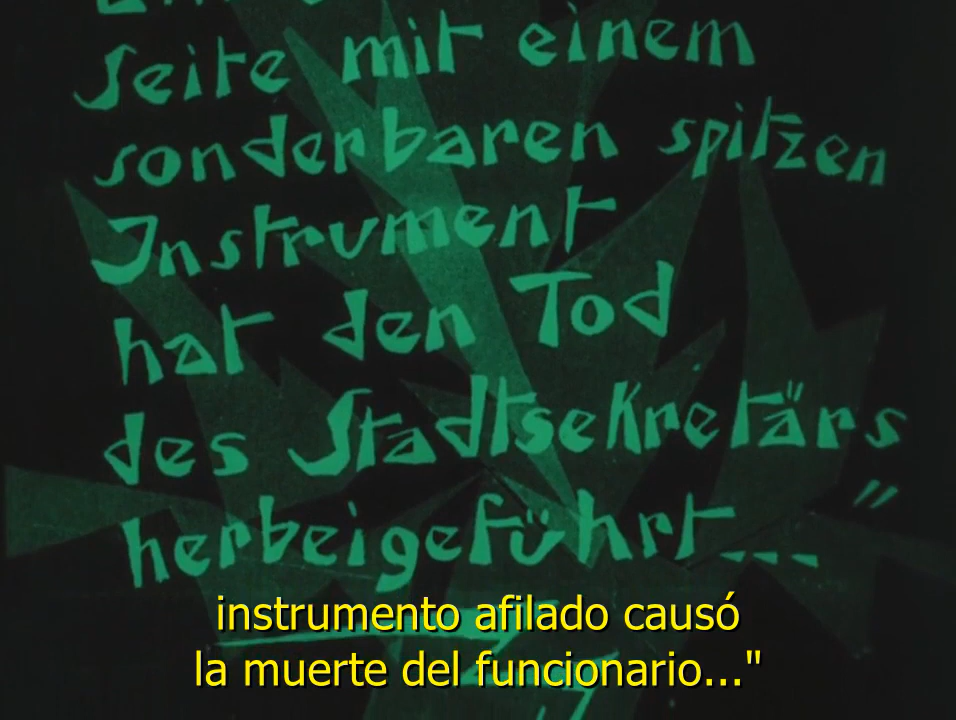 Seite mit einem
sonderbaren spitzen
Instrument
hat den Tod
des Stadtsekretärs
herbeigeführt..."
instrumento afilado causó
la muerte del funcionario..."